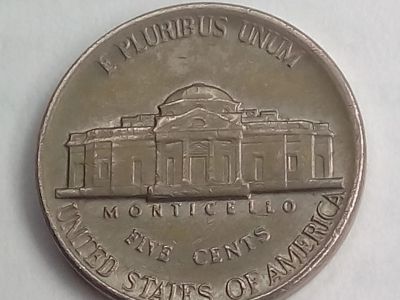 E PLURIBUS UNUM
MONTICELLO
FIVE CENTS
UNITED STATES OF AMERICA